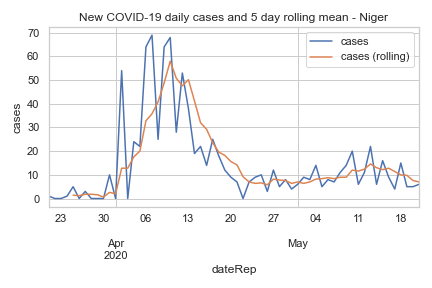 New COVID-19 daily cases and 5 day rolling mean - Niger
cases
cases (rolling)
70
60
50
40
30
20
10
0
cases
23 30 06 13 20 27 04 11 18
Apr May
2020
dateRep